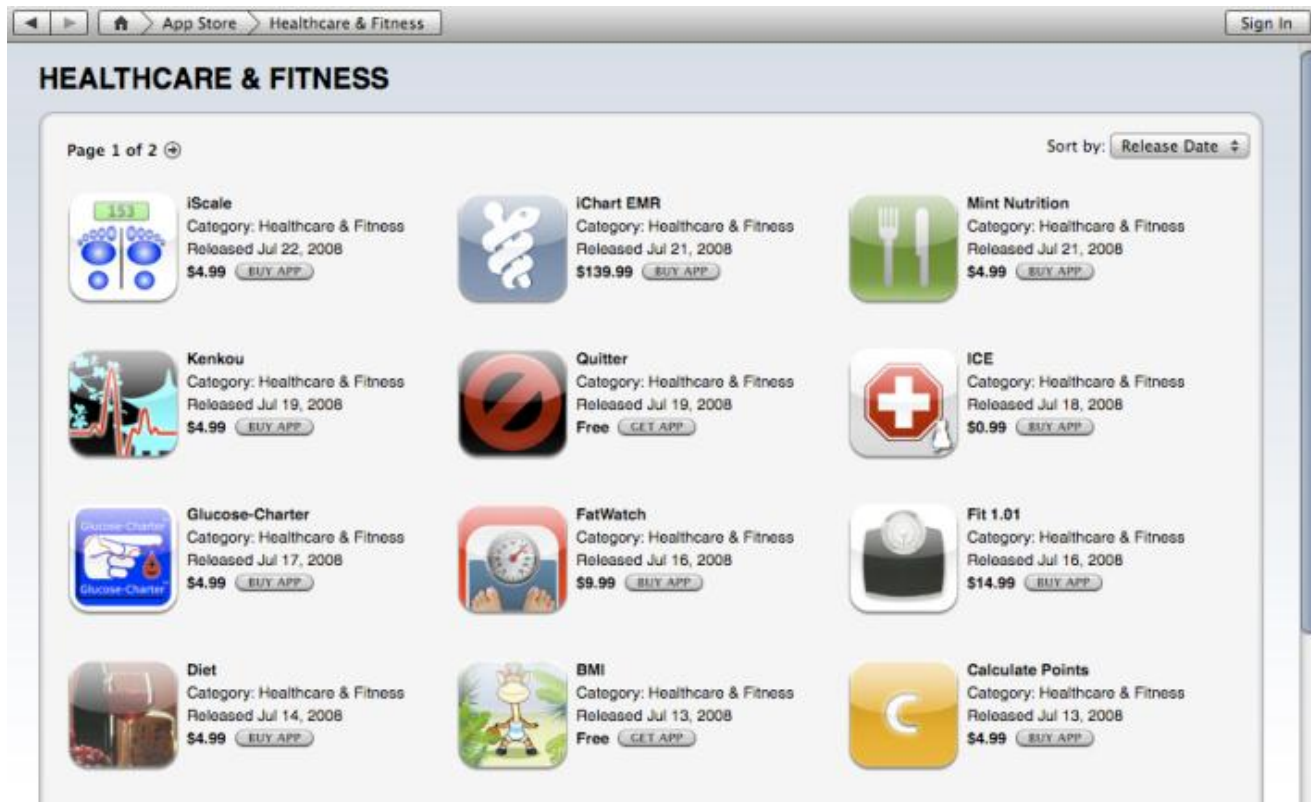 App Store
Healthcare & Fitness
Sign In
HEALTHCARE & FITNESS
Page 1 of 2
Sort by: Release Date
153
iScale
Category: Healthcare & Fitness
Released Jul 22, 2008
$4.99 BUY APP
iChart EMR
Category: Healthcare & Fitness
Released Jul 21, 2008
$139.99 BUY APP
Mint Nutrition
Category: Healthcare & Fitness
Released Jul 21, 2008
$4.99 BUY APP
Kenkou
Category: Healthcare & Fitness
Released Jul 19, 2008
$4.99 BUY APP
Quitter
Category: Healthcare & Fitness
Released Jul 19, 2008
Free GET APP
ICE
Category: Healthcare & Fitness
Released Jul 18, 2008
$0.99 BUY APP
Glucose-Charter
Glucose-Charter
Glucose-Charter
Category: Healthcare & Fitness
Released Jul 17, 2008
$4.99 BUY APP
FatWatch
Category: Healthcare & Fitness
Released Jul 16, 2008
$9.99 BUY APP
Fit 1.01
Category: Healthcare & Fitness
Released Jul 16, 2008
$14.99 BUY APP
Diet
Category: Healthcare & Fitness
Released Jul 14, 2008
$4.99 BUY APP
BMI
Category: Healthcare & Fitness
Released Jul 13, 2008
Free GET APP
C
Calculate Points
Category: Healthcare & Fitness
Released Jul 13, 2008
$4.99 BUY APP